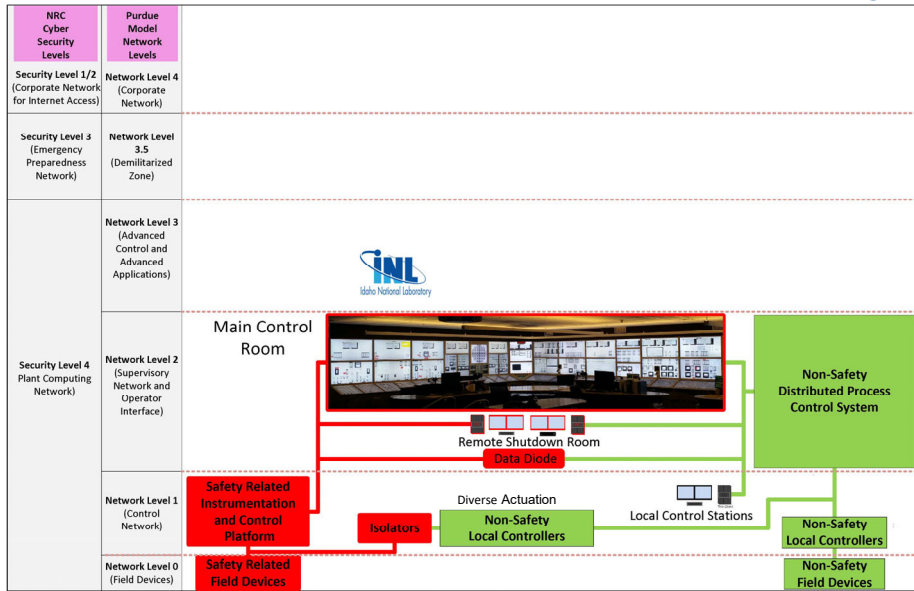 NRC
Cyber
Security
Levels
Purdue
Model
Network
Levels
Security Level 1/2
(Corporate Network
for Internet Access)
Network Level 4
(Corporate
Network)
Security Level 3
(Emergency
Preparedness
Network)
Network Level
3.5
(Demilitarized
Zone)
Network Level 3
(Advanced
Control and
Advanced
Applications)
INL
Idaho National Laboratory
Security Level 4
Plant Computing
Network)
Network Level 2
(Supervisory
Network and
Operator
Interface)
Main Control
Room
Non-Safety
Distributed Process
Control System
Remote Shutdown Room
Data Diode
Network Level 1
(Control
Network)
Safety Related
Instrumentation
and Control
Platform
Isolators
Diverse Actuation
Non-Safety
Local Controllers
Local Control Stations
Non-Safety
Local Controllers
Network Level 0
(Field Devices)
Safety Related
Field Devices
Non-Safety
Field Devices